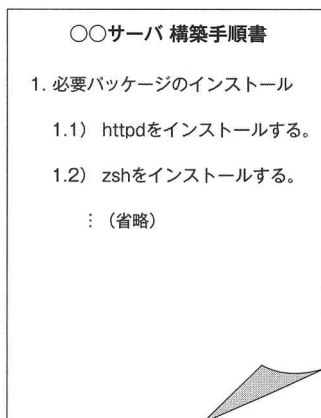 ○○サーバ 構築手順書
1. 必要パッケージのインストール
1.1) httpdをインストールする。
1.2) zshをインストールする。
⋮ (省略)